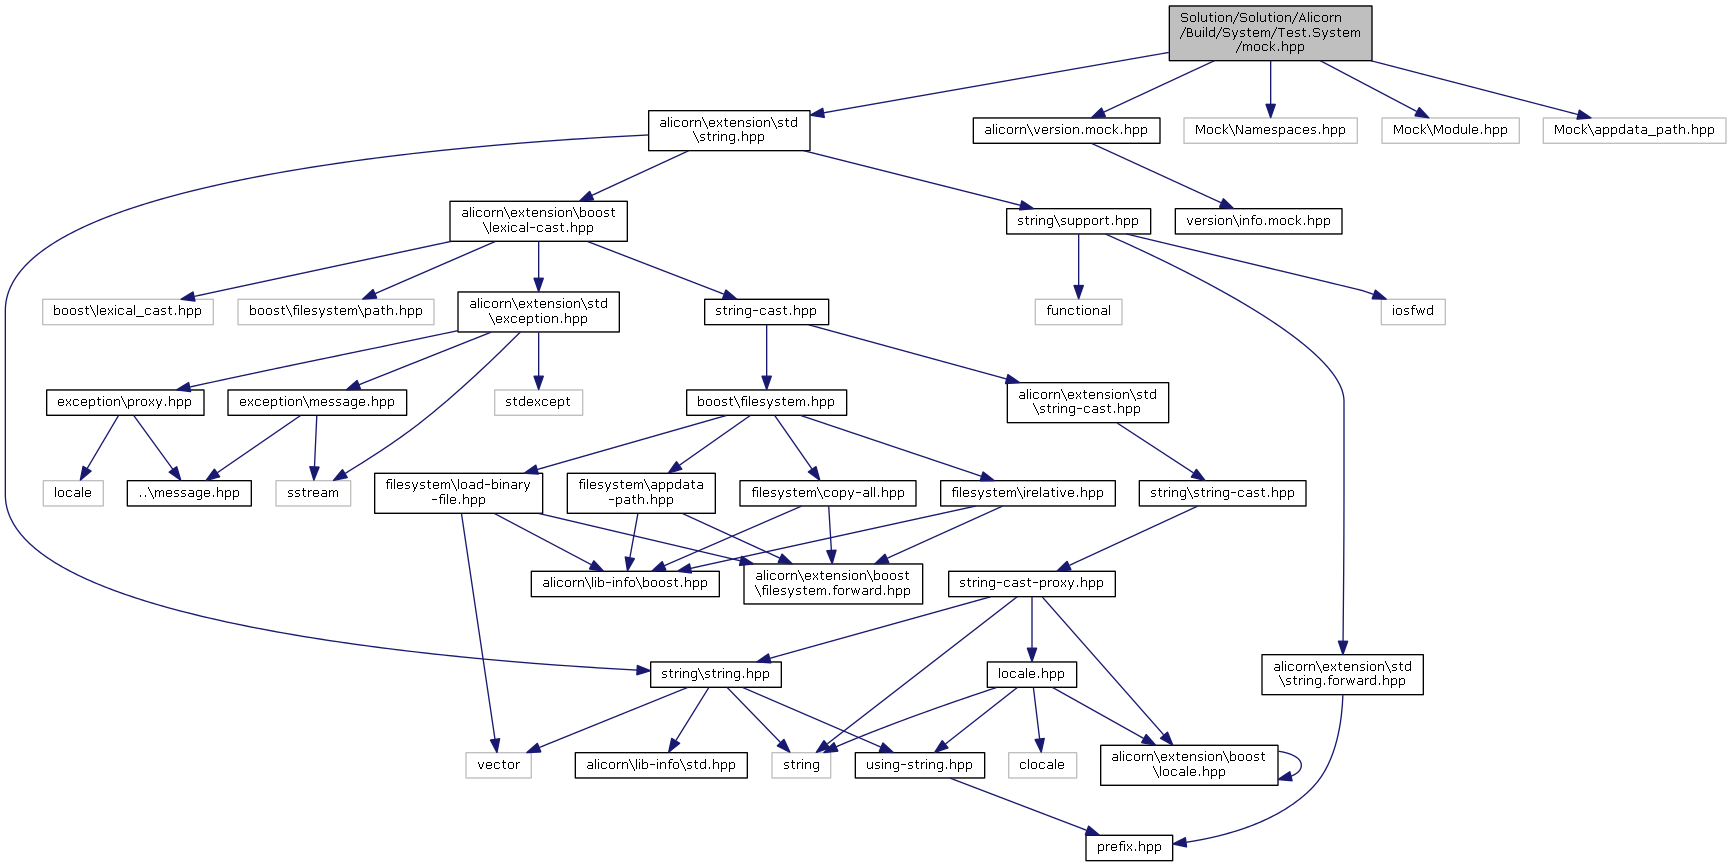 Solution/Solution/Alicorn
/Build/System/Test.System
/mock.hpp
alicorn\extension\std
\string.hpp
alicorn\version.mock.hpp
Mock\Namespaces.hpp
Mock\Module.hpp
Mock\appdata_path.hpp
alicorn\extension\boost
\lexical-cast.hpp
string\support.hpp
version\info.mock.hpp
boost\lexical_cast.hpp
boost\filesystem\path.hpp
alicorn\extension\std
\exception.hpp
string-cast.hpp
functional
iosfwd
exception\proxy.hpp
exception\message.hpp
stdexcept
boost\filesystem.hpp
alicorn\extension\std
\string-cast.hpp
locale
..\message.hpp
sstream
filesystem\load-binary
-file.hpp
filesystem\appdata
-path.hpp
filesystem\copy-all.hpp
filesystem\irelative.hpp
string\string-cast.hpp
alicorn\lib-info\boost.hpp
alicorn\extension\boost
\filesystem.forward.hpp
string-cast-proxy.hpp
string\string.hpp
locale.hpp
alicorn\extension\std
\string.forward.hpp
vector
alicorn\lib-info\std.hpp
string
using-string.hpp
clocale
alicorn\extension\boost
\locale.hpp
prefix.hpp